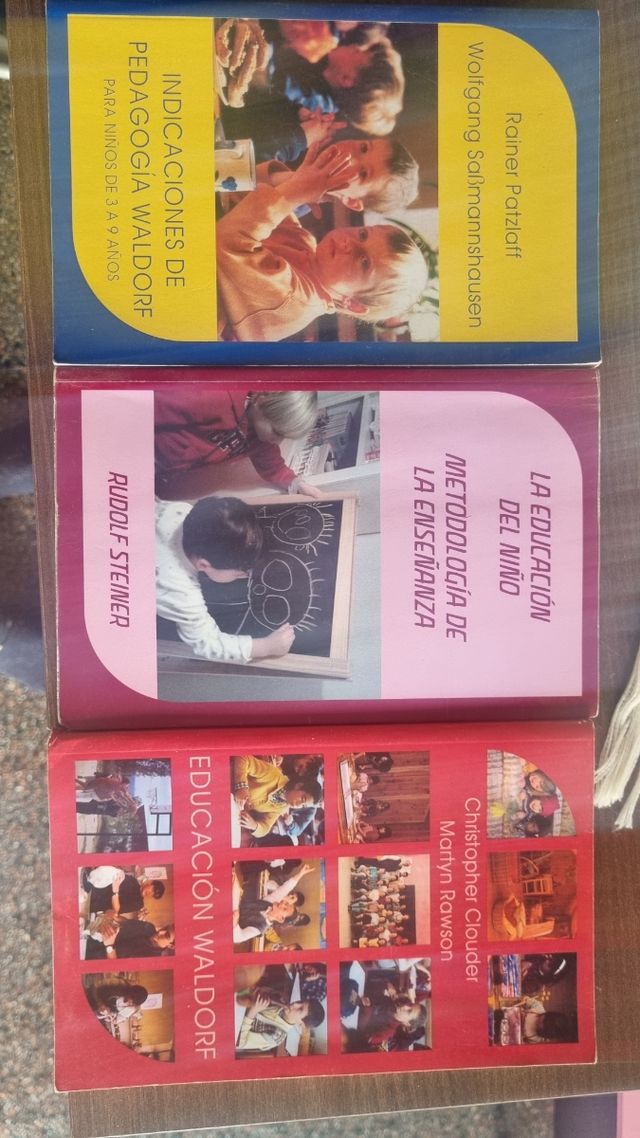 Rainer Patzlaff
Wolfgang Saßmannshausen
INDICACIONES DE
PEDAGOGÍA WALDORF
PARA NIÑOS DE 3 A 9 AÑOS
LA EDUCACIÓN
DEL NIÑO
METODOLOGÍA DE
LA ENSEÑANZA
RUDOLF STEINER
Christopher Clouder
Martyn Rawson
EDUCACIÓN WALDORF